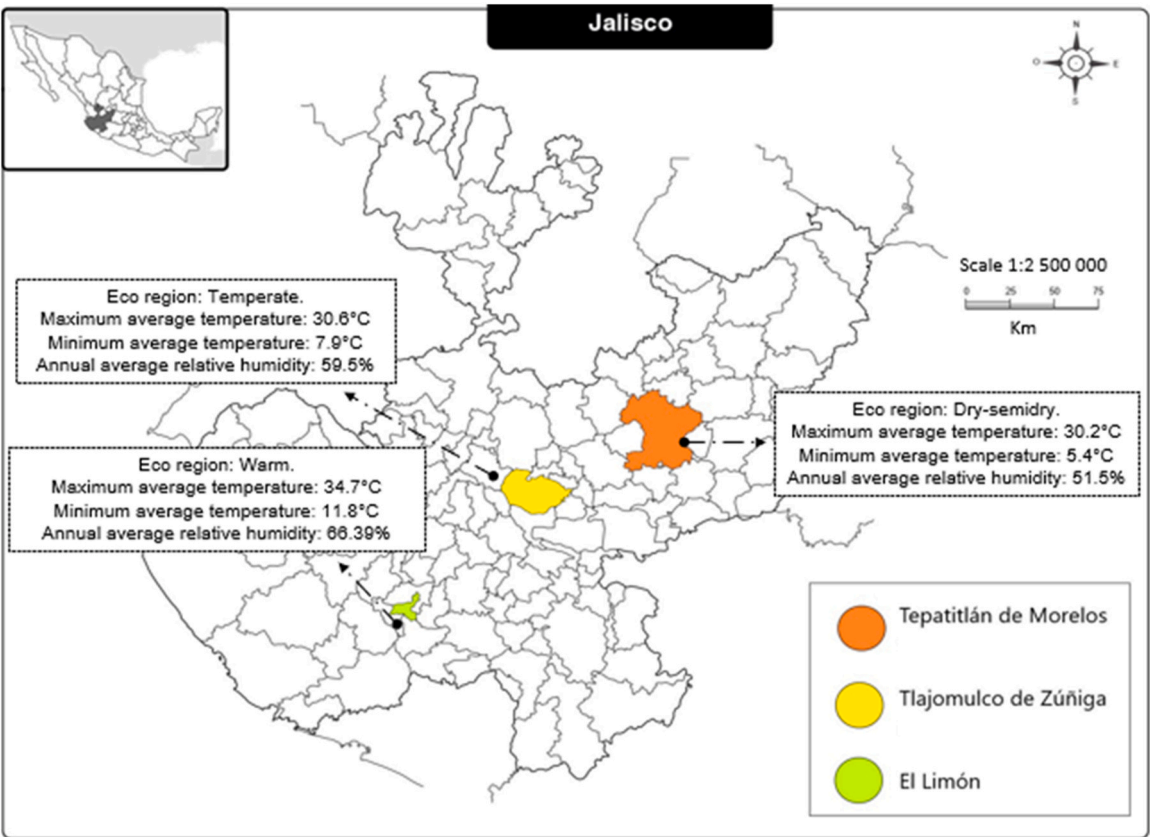 Jalisco
N
O
E
S
Scale 1:2 500 000
0 25 50 75
Km
Eco region: Temperate.
Maximum average temperature: 30.6°C
Minimum average temperature: 7.9°C
Annual average relative humidity: 59.5%
Eco region: Dry-semidry.
Maximum average temperature: 30.2°C
Minimum average temperature: 5.4°C
Annual average relative humidity: 51.5%
Eco region: Warm.
Maximum average temperature: 34.7°C
Minimum average temperature: 11.8°C
Annual average relative humidity: 66.39%
Tepatitlán de Morelos
Tlajomulco de Zúñiga
El Limón